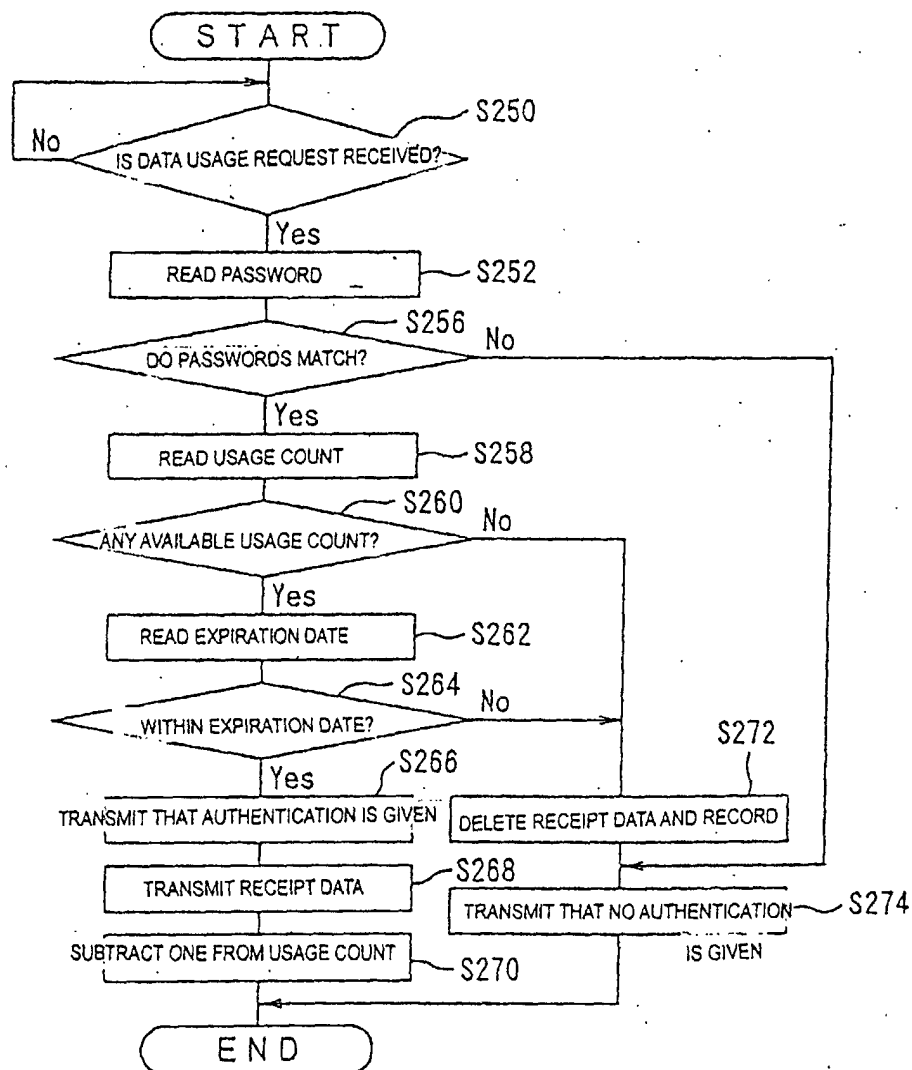 START
S250
No
IS DATA USAGE REQUEST RECEIVED?
Yes
READ PASSWORD
S252
S256
No
DO PASSWORDS MATCH?
Yes
READ USAGE COUNT
S258
S260
No
ANY AVAILABLE USAGE COUNT?
Yes
READ EXPIRATION DATE
S262
S264
No
WITHIN EXPIRATION DATE?
S272
Yes
S266
TRANSMIT THAT AUTHENTICATION IS GIVEN
DELETE RECEIPT DATA AND RECORD
TRANSMIT RECEIPT DATA
S268
TRANSMIT THAT NO AUTHENTICATION
IS GIVEN
S274
SUBTRACT ONE FROM USAGE COUNT
S270
END